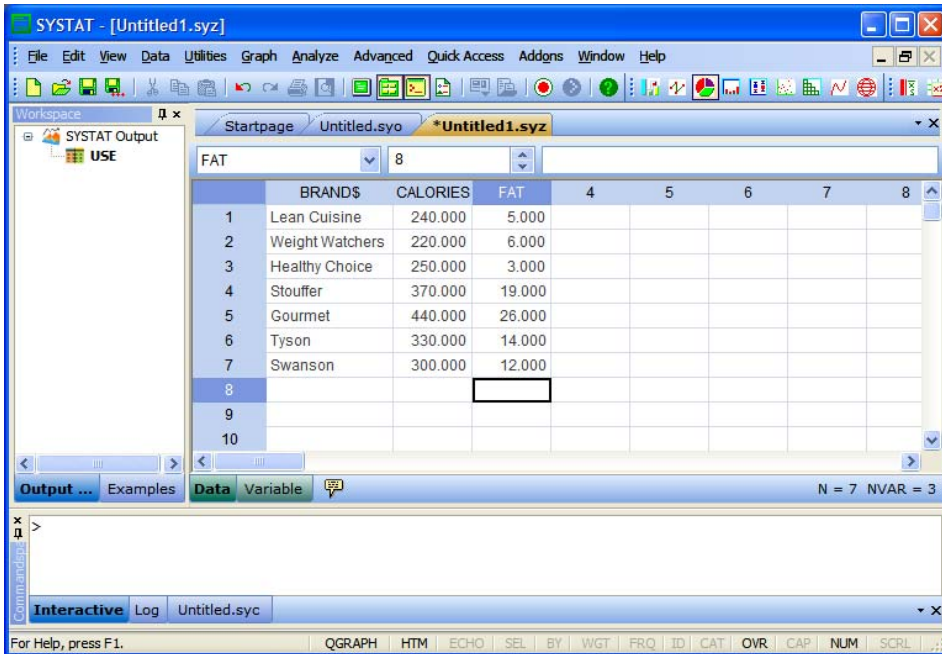 SYSTAT - [Untitled1.syz]
File Edit View Data Utilities Graph Analyze Advanced Quick Access Addons Window Help
Workspace
SYSTAT Output
USE
Startpage Untitled.syo *Untitled1.syz
FAT 8
BRAND$ CALORIES FAT 4 5 6 7 8
1 Lean Cuisine 240.000 5.000
2 Weight Watchers 220.000 6.000
3 Healthy Choice 250.000 3.000
4 Stouffer 370.000 19.000
5 Gourmet 440.000 26.000
6 Tyson 330.000 14.000
7 Swanson 300.000 12.000
8
9
10
Output ... Examples Data Variable N = 7 NVAR = 3
>
Interactive Log Untitled.syc
For Help, press F1. QGRAPH HTM ECHO SEL BY WGT FRQ ID CAT OVR CAP NUM SCRL